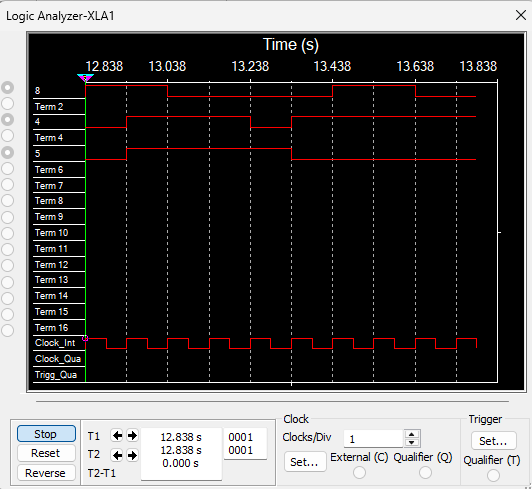 Logic Analyzer-XLA1
Time (s)
12.838 13.038 13.238 13.438 13.638 13.838
8
Term 2
4
Term 4
5
Term 6
Term 7
Term 8
Term 9
Term 10
Term 11
Term 12
Term 13
Term 14
Term 15
Term 16
Clock_Int
Clock_Qua
Trigg_Qua
Stop
Reset
Reverse
T1 12.838 s 0001
T2 12.838 s 0001
T2-T1 0.000 s
Clock
Clocks/Div 1
Set...
External (C) Qualifier (Q)
Trigger
Set...
Qualifier (T)